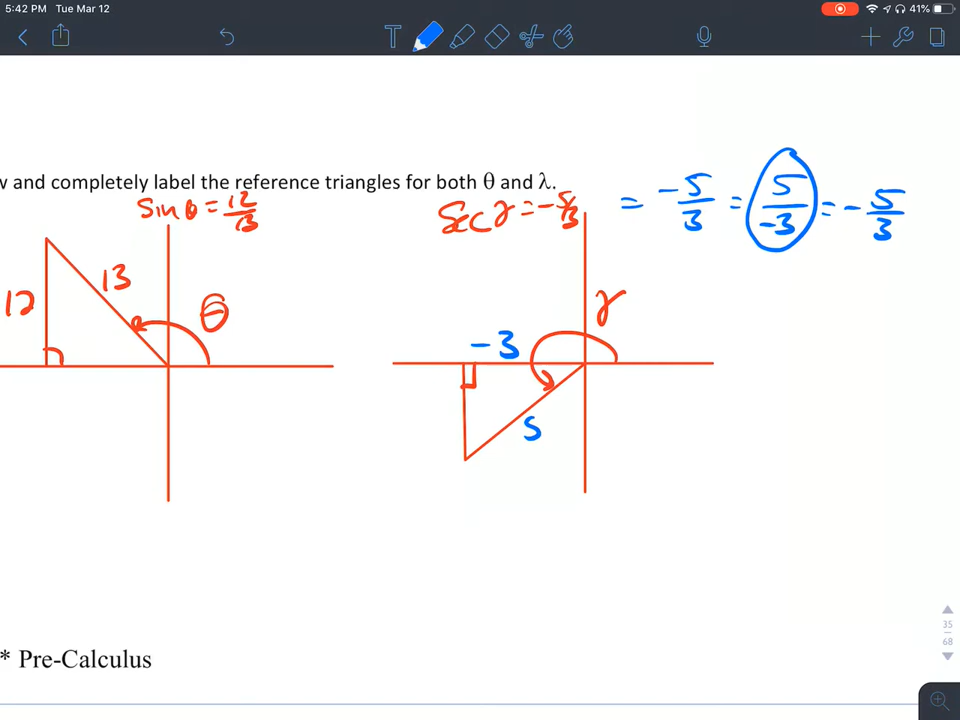 5:42 PM Tue Mar 12
41%
T
w and completely label the reference triangles for both θ and λ.
sin θ = 12/13
sec γ = -5/3 = -5/3 = 5/-3 = -5/3
12
13
θ
γ
-3
5
35
68
* Pre-Calculus